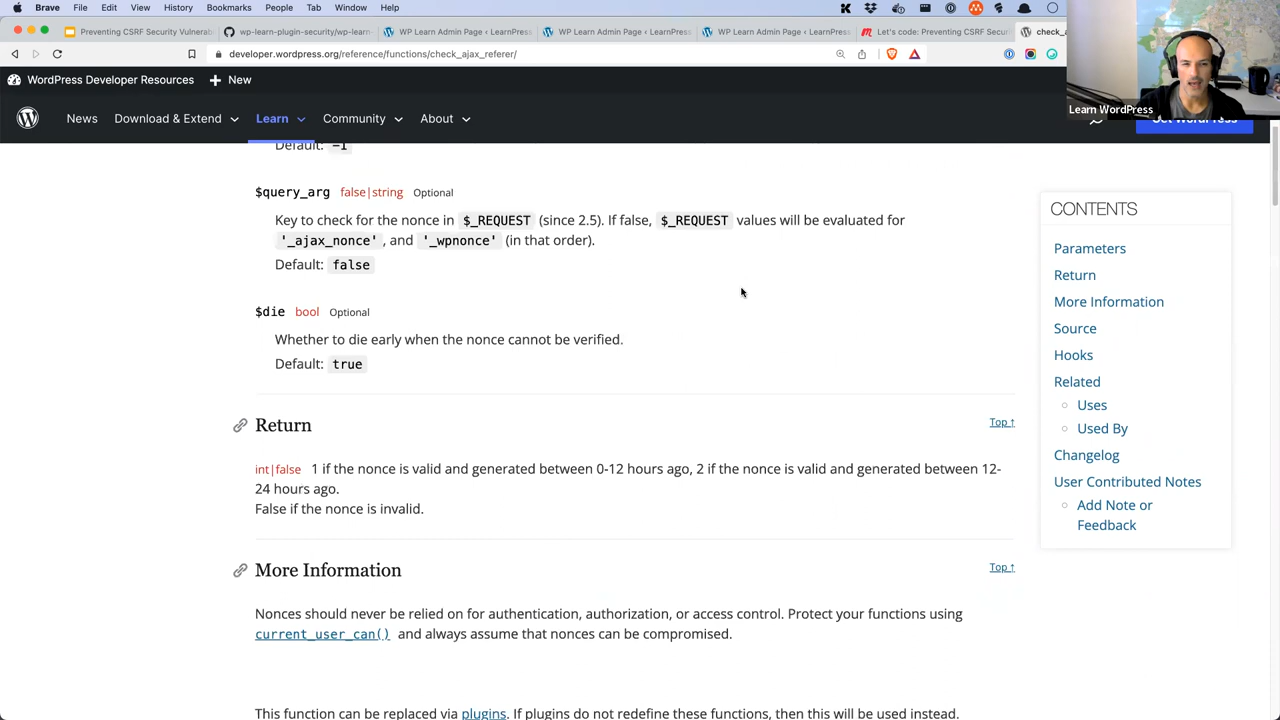 Brave File Edit View History Bookmarks People Tab Window Help
Preventing CSRF Security Vulnerab
wp-learn-plugin-security/wp-learn-
WP Learn Admin Page ‹ LearnPress
WP Learn Admin Page ‹ LearnPress
WP Learn Admin Page ‹ LearnPress
Let's code: Preventing CSRF Secur
check_a
developer.wordpress.org/reference/functions/check_ajax_referer/
WordPress Developer Resources + New
News Download & Extend Learn Community About
Learn WordPress
Default: -1
$query_arg false|string Optional
Key to check for the nonce in $_REQUEST (since 2.5). If false, $_REQUEST values will be evaluated for
'_ajax_nonce' , and '_wpnonce' (in that order).
Default: false
$die bool Optional
Whether to die early when the nonce cannot be verified.
Default: true
Return
Top ↑
int|false 1 if the nonce is valid and generated between 0-12 hours ago, 2 if the nonce is valid and generated between 12-
24 hours ago.
False if the nonce is invalid.
More Information
Top ↑
Nonces should never be relied on for authentication, authorization, or access control. Protect your functions using
current_user_can() and always assume that nonces can be compromised.
This function can be replaced via plugins. If plugins do not redefine these functions, then this will be used instead.
CONTENTS
Parameters
Return
More Information
Source
Hooks
Related
Uses
Used By
Changelog
User Contributed Notes
Add Note or
Feedback